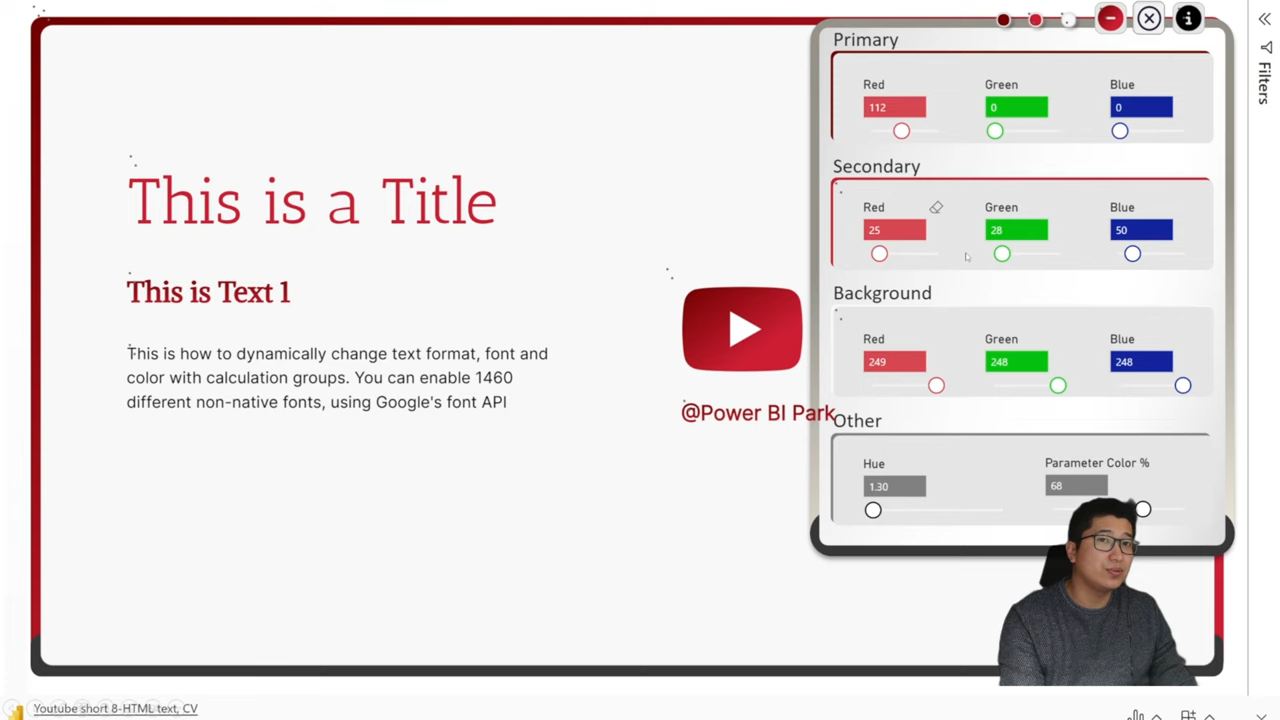 Primary
Red Green Blue
112 0 0
Secondary
Red Green Blue
25 28 50
Background
Red Green Blue
249 248 248
Other
Hue Parameter Color %
1.30 68
Filters
This is a Title
This is Text 1
This is how to dynamically change text format, font and
color with calculation groups. You can enable 1460
different non-native fonts, using Google's font API
@Power BI Park
Youtube short 8-HTML text, CV